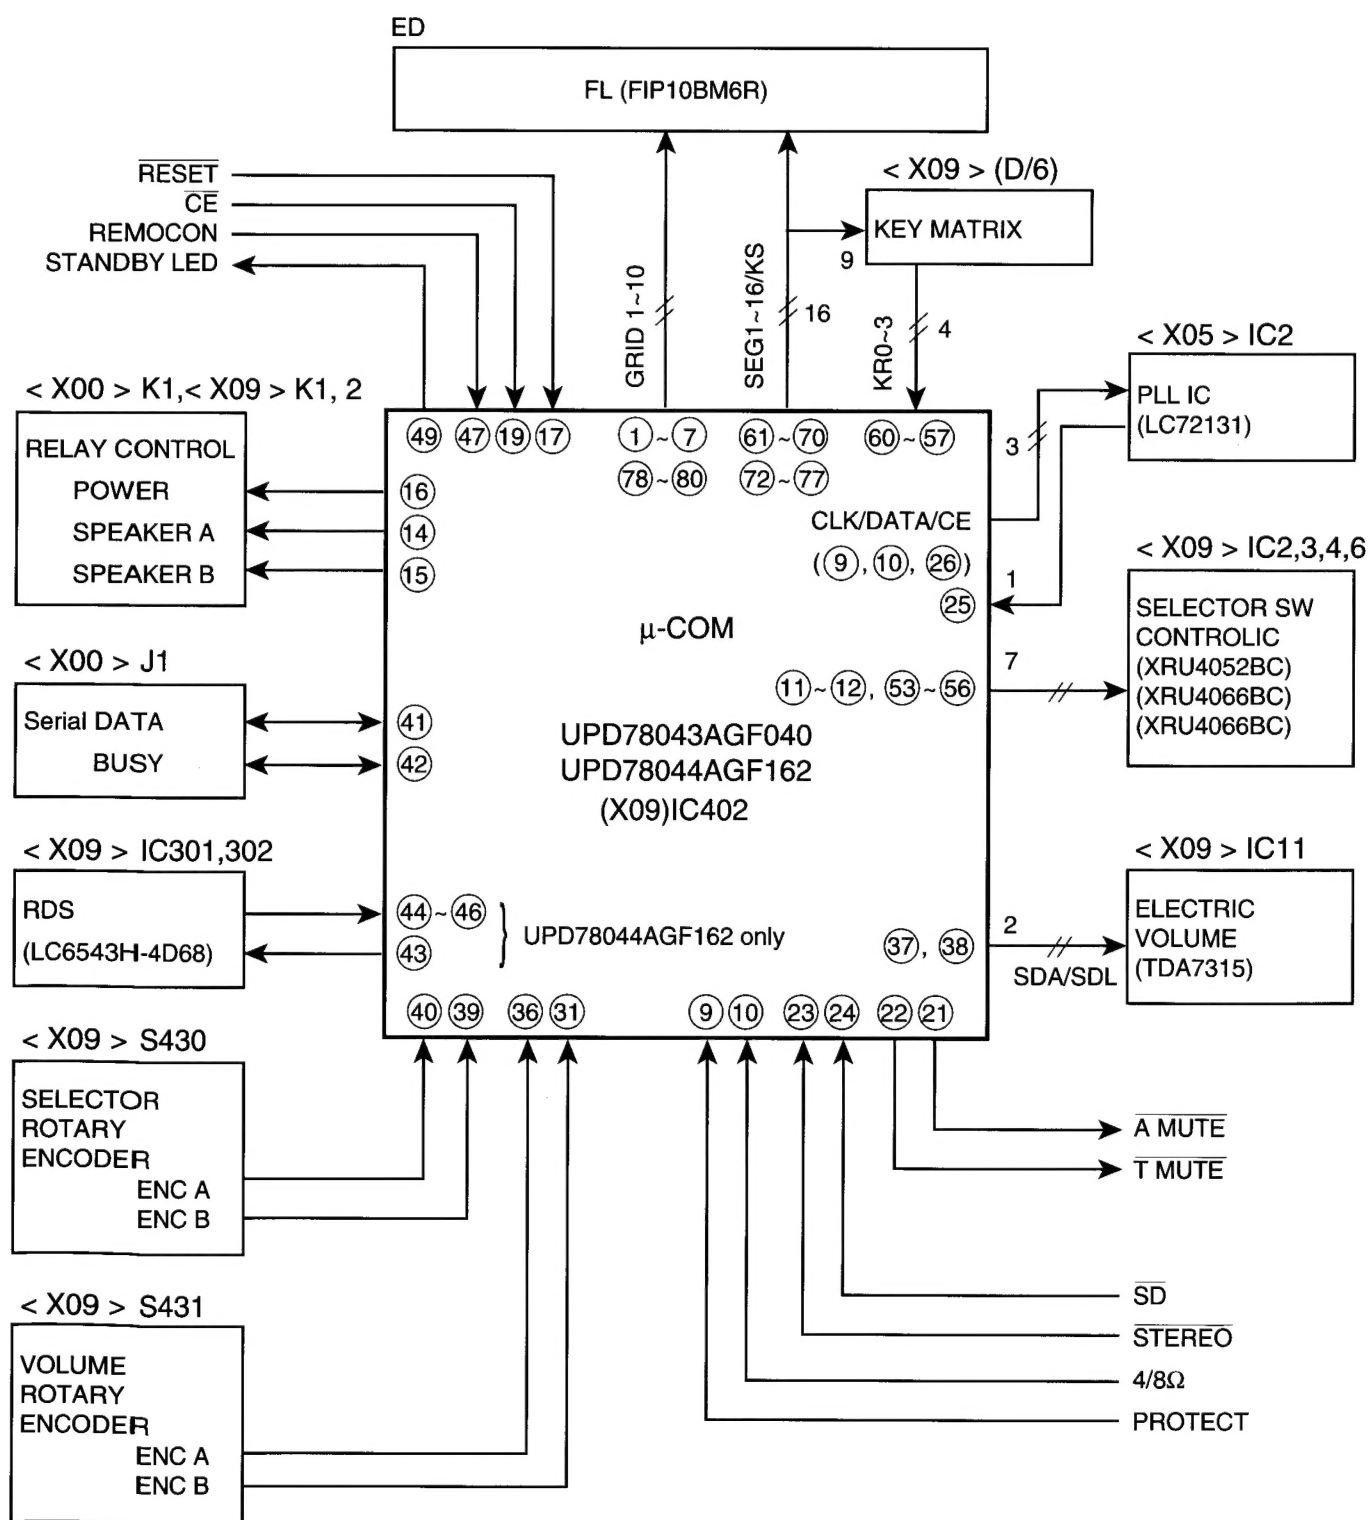 ED
FL (FIP10BM6R)
RESET
CE
REMOCON
STANDBY LED
GRID 1~10
SEG1~16/KS
16
< X09 > (D/6)
KEY MATRIX
9
KR0~3
4
< X05 > IC2
PLL IC
(LC72131)
3
1
< X00 > K1,< X09 > K1, 2
RELAY CONTROL
POWER
SPEAKER A
SPEAKER B
49 47 19 17 1 ~ 7 61 ~ 70 60 ~ 57
78 ~ 80 72 ~ 77
16
14
15
CLK/DATA/CE
(9, 10, 26)
25
µ-COM
< X09 > IC2,3,4,6
SELECTOR SW
CONTROLIC
(XRU4052BC)
(XRU4066BC)
(XRU4066BC)
7
11 ~ 12, 53 ~ 56
< X00 > J1
Serial DATA
BUSY
41
42
UPD78043AGF040
UPD78044AGF162
(X09)IC402
< X09 > IC301,302
RDS
(LC6543H-4D68)
44 ~ 46
43
UPD78044AGF162 only
37, 38
2
SDA/SDL
< X09 > IC11
ELECTRIC
VOLUME
(TDA7315)
40 39 36 31 9 10 23 24 22 21
< X09 > S430
SELECTOR
ROTARY
ENCODER
ENC A
ENC B
A MUTE
T MUTE
< X09 > S431
VOLUME
ROTARY
ENCODER
ENC A
ENC B
SD
STEREO
4/8Ω
PROTECT